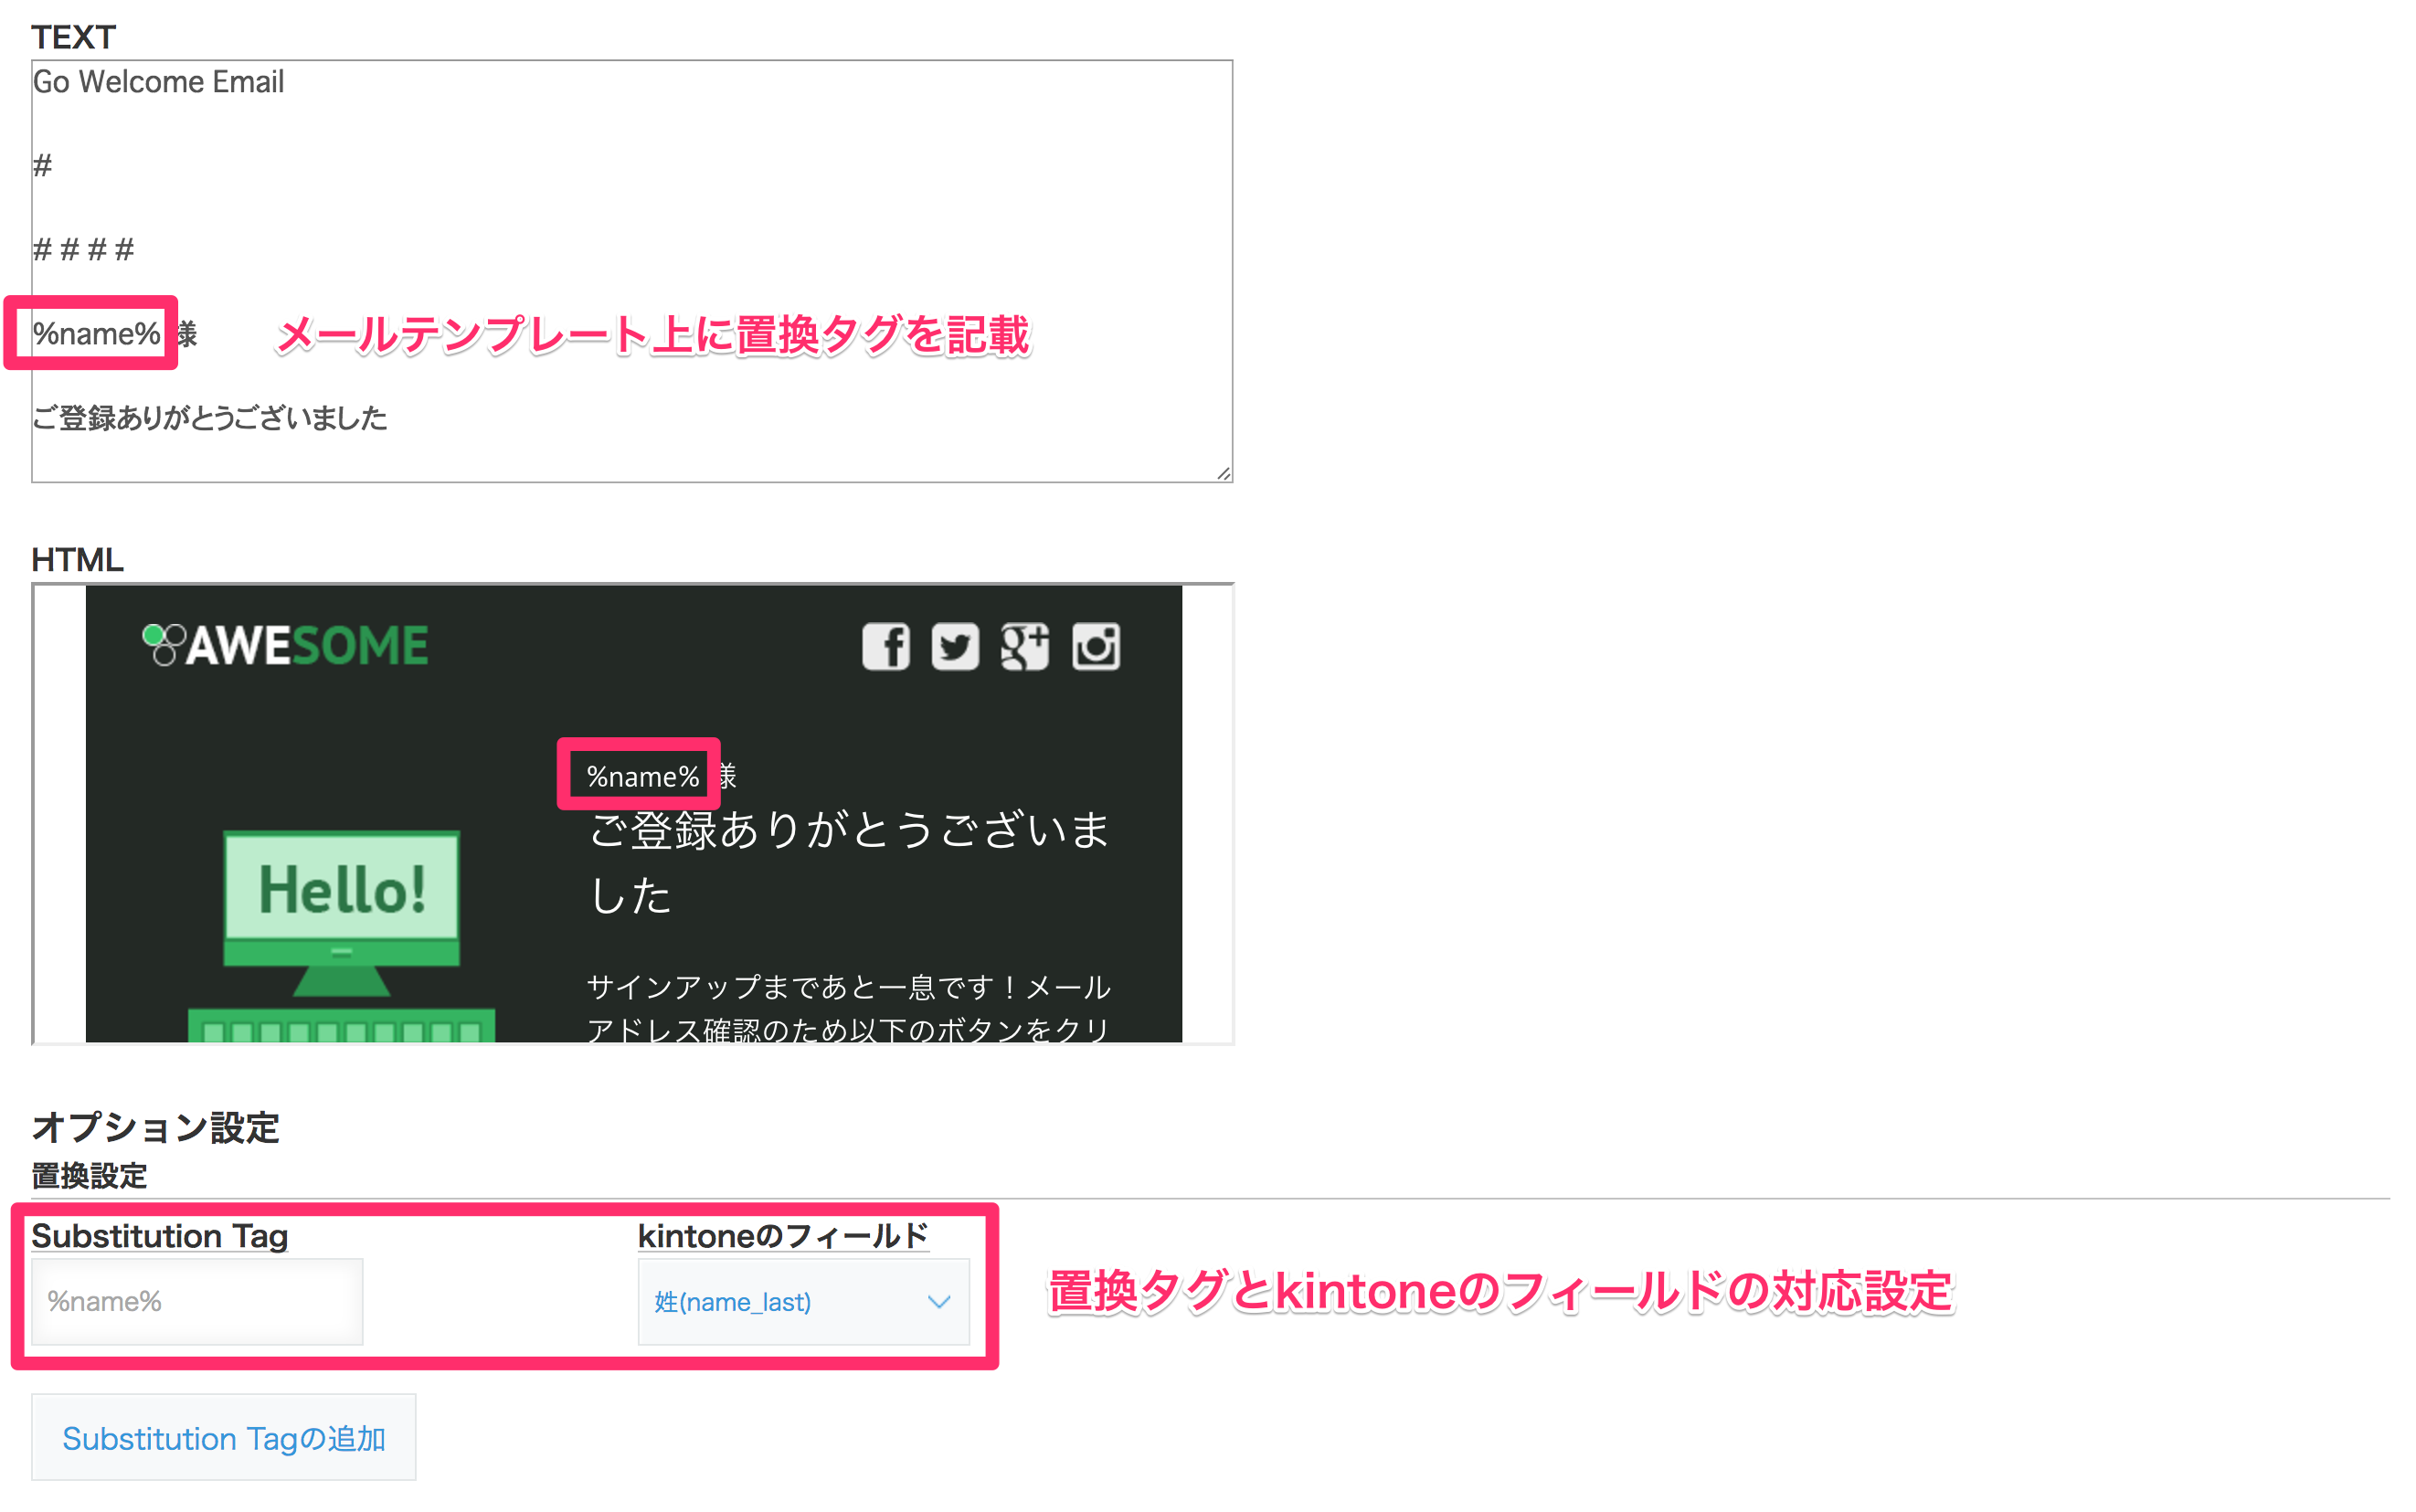 TEXT
Go Welcome Email
#
# # # #
%name% 様 メールテンプレート上に置換タグを記載
ご登録ありがとうございました
HTML
AWESOME
%name% 様
ご登録ありがとうございま
した
Hello!
サインアップまであと一息です！メール
アドレス確認のため以下のボタンをクリ
オプション設定
置換設定
Substitution Tag kintoneのフィールド
%name% 姓(name_last) 置換タグとkintoneのフィールドの対応設定
Substitution Tagの追加